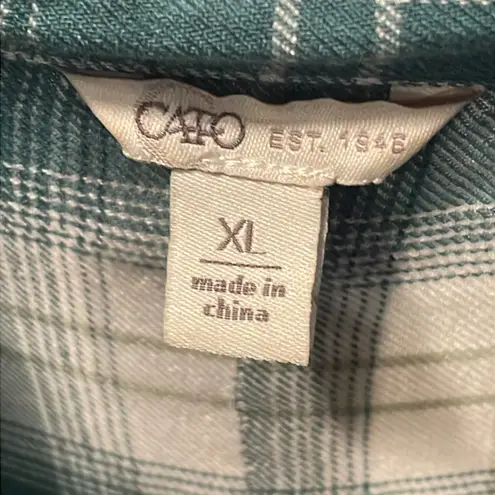 CATO EST. 1946
XL
made in
china